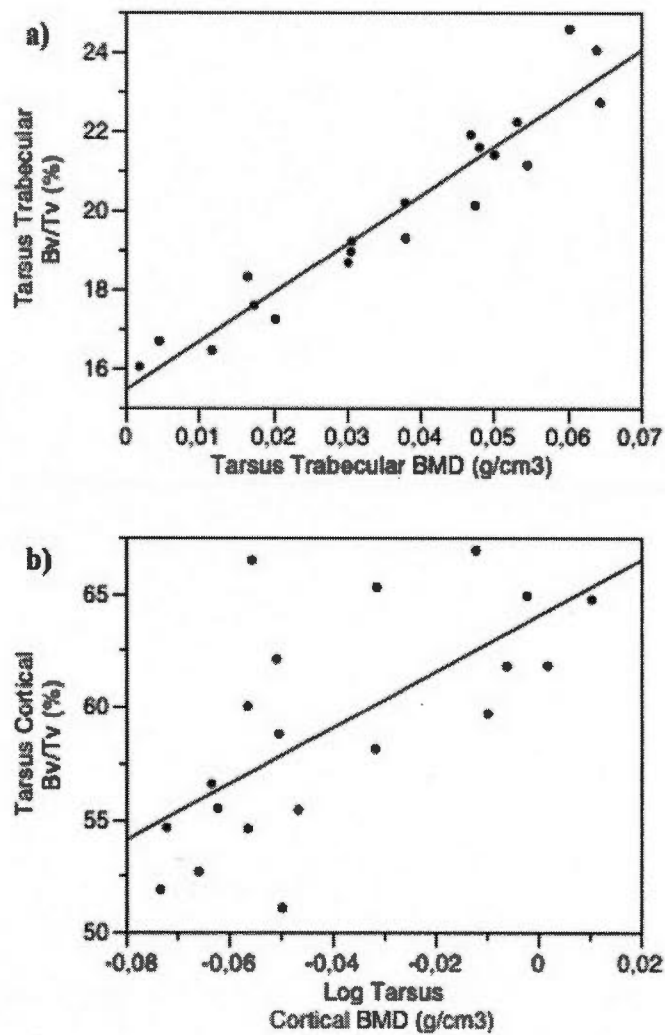 a)
Tarsus Trabecular
Bv/Tv (%)
24
22
20
18
16
0 0,01 0,02 0,03 0,04 0,05 0,06 0,07
Tarsus Trabecular BMD (g/cm3)
b)
Tarsus Cortical
Bv/Tv (%)
65
60
55
50
-0,08 -0,06 -0,04 -0,02 0 0,02
Log Tarsus
Cortical BMD (g/cm3)